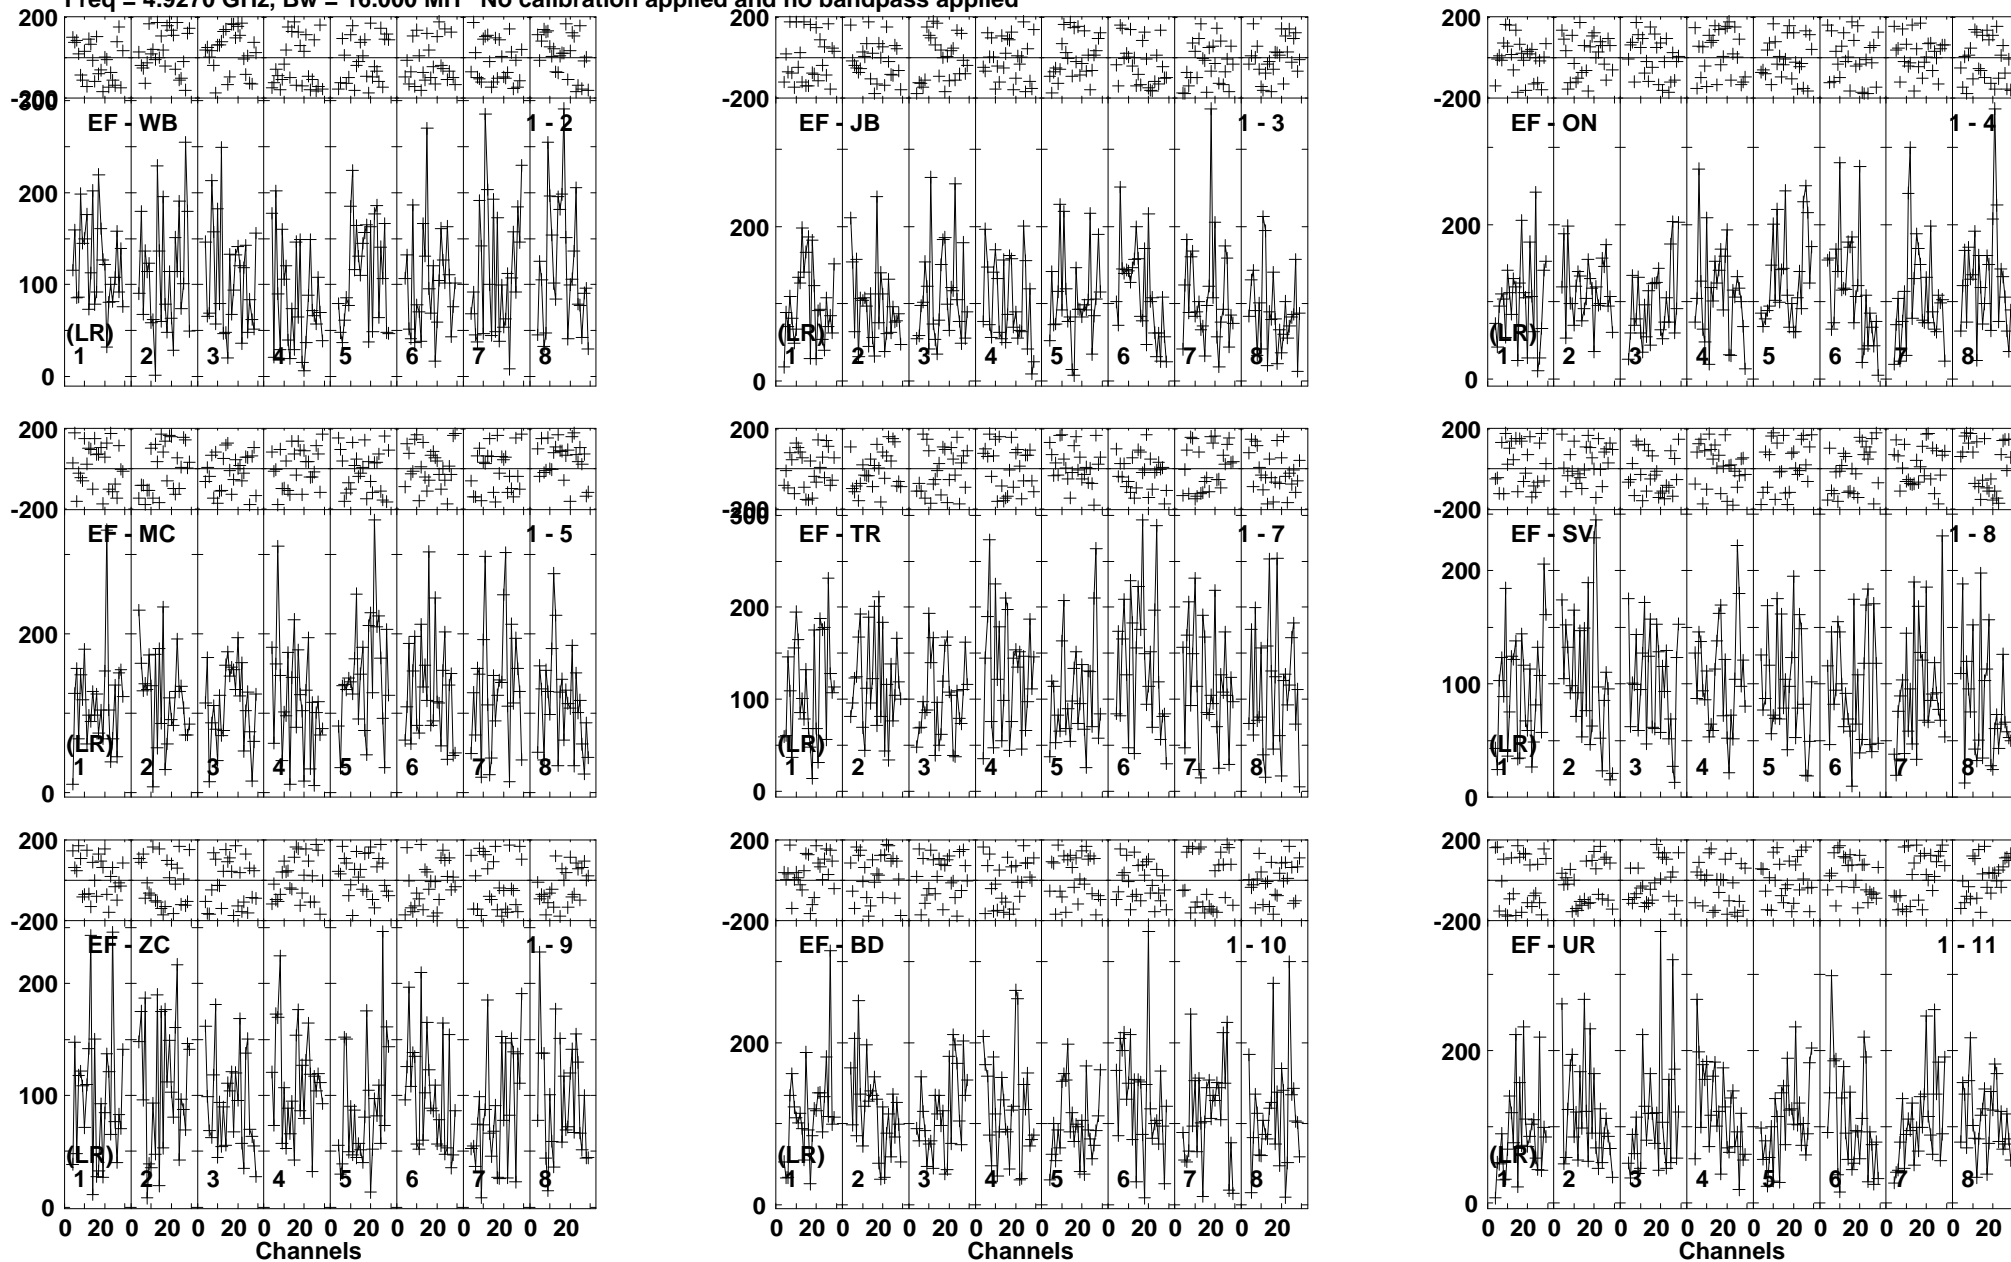 Freq = 4.9270 GHz, Bw = 16.000 MH No calibration applied and no bandpass applied
200 200 200
-200 -200 -200
300
EF - WB 1 - 2 EF - JB 1 - 3 EF - ON 1 - 4
200 200 200
100
(LR) (LR) (LR)
1 2 3 4 5 6 7 8 1 2 3 4 5 6 7 8 1 2 3 4 5 6 7 8
0 0 0
200 200 200
-200 -200 -200
300
EF - MC 1 - 5 EF - TR 1 - 7 EF - SV 1 - 8
200 200 200
100 100
(LR) (LR) (LR)
1 2 3 4 5 6 7 8 1 2 3 4 5 6 7 8 1 2 3 4 5 6 7 8
0 0 0
200 200 200
-200 -200 -200
EF - ZC 1 - 9 EF - BD 1 - 10 EF - UR 1 - 11
200 200 200
100
(LR) (LR) (LR)
1 2 3 4 5 6 7 8 1 2 3 4 5 6 7 8 1 2 3 4 5 6 7 8
0 0 0
0 20 0 20 0 20 0 20 0 20 0 20 0 20 0 20 0 20 0 20 0 20 0 20 0 20 0 20 0 20 0 20 0 20 0 20 0 20 0 20 0 20 0 20 0 20 0 20
Channels Channels Channels